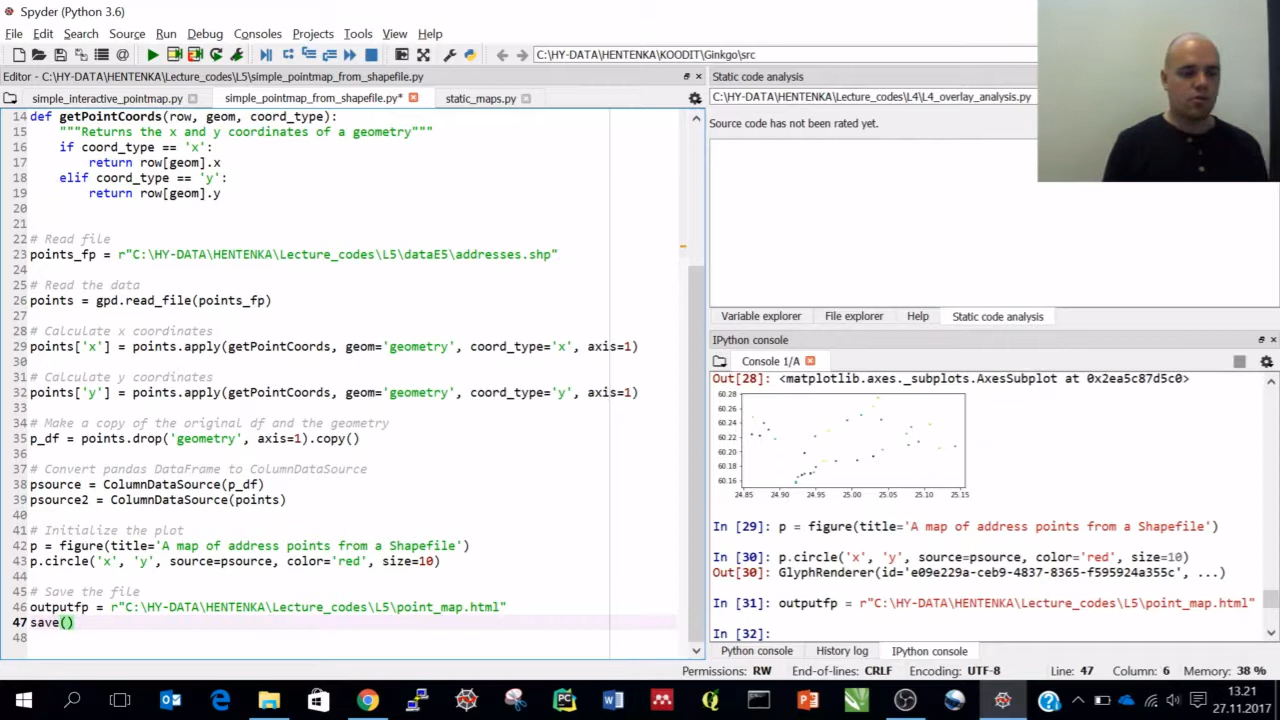 Spyder (Python 3.6)
File Edit Search Source Run Debug Consoles Projects Tools View Help
C:\HY-DATA\HENTENKA\KOODIT\Ginkgo\src
Editor - C:\HY-DATA\HENTENKA\Lecture_codes\L5\simple_pointmap_from_shapefile.py
simple_interactive_pointmap.py simple_pointmap_from_shapefile.py* static_maps.py
14 def getPointCoords(row, geom, coord_type):
15 """Returns the x and y coordinates of a geometry"""
16 if coord_type == 'x':
17 return row[geom].x
18 elif coord_type == 'y':
19 return row[geom].y
20
21
22 # Read file
23 points_fp = r"C:\HY-DATA\HENTENKA\Lecture_codes\L5\dataE5\addresses.shp"
24
25 # Read the data
26 points = gpd.read_file(points_fp)
27
28 # Calculate x coordinates
29 points['x'] = points.apply(getPointCoords, geom='geometry', coord_type='x', axis=1)
30
31 # Calculate y coordinates
32 points['y'] = points.apply(getPointCoords, geom='geometry', coord_type='y', axis=1)
33
34 # Make a copy of the original df and the geometry
35 p_df = points.drop('geometry', axis=1).copy()
36
37 # Convert pandas DataFrame to ColumnDataSource
38 psource = ColumnDataSource(p_df)
39 psource2 = ColumnDataSource(points)
40
41 # Initialize the plot
42 p = figure(title='A map of address points from a Shapefile')
43 p.circle('x', 'y', source=psource, color='red', size=10)
44
45 # Save the file
46 outputfp = r"C:\HY-DATA\HENTENKA\Lecture_codes\L5\point_map.html"
47 save()
48
Static code analysis
C:\HY-DATA\HENTENKA\Lecture_codes\L4\L4_overlay_analysis.py
Source code has not been rated yet.
Variable explorer File explorer Help Static code analysis
IPython console
Console 1/A
Out[28]: <matplotlib.axes._subplots.AxesSubplot at 0x2ea5c87d5c0>
60.28
60.26
60.24
60.22
60.20
60.18
60.16
24.85 24.90 24.95 25.00 25.05 25.10 25.15
In [29]: p = figure(title='A map of address points from a Shapefile')
In [30]: p.circle('x', 'y', source=psource, color='red', size=10)
Out[30]: GlyphRenderer(id='e09e229a-ceb9-4837-8365-f595924a355c', ...)
In [31]: outputfp = r"C:\HY-DATA\HENTENKA\Lecture_codes\L5\point_map.html"
In [32]:
Python console History log IPython console
Permissions: RW End-of-lines: CRLF Encoding: UTF-8 Line: 47 Column: 6 Memory: 38 %
13.21
27.11.2017